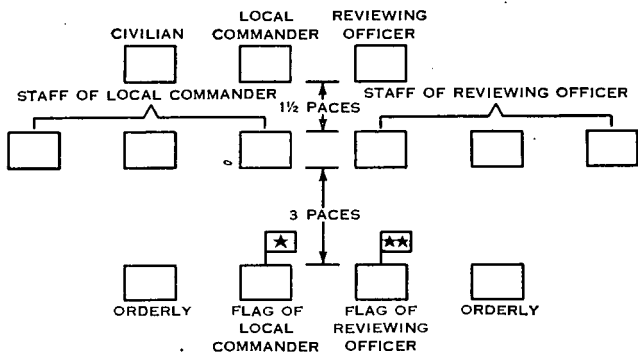 CIVILIAN
LOCAL
COMMANDER
REVIEWING
OFFICER
STAFF OF LOCAL COMMANDER
1½ PACES
STAFF OF REVIEWING OFFICER
3 PACES
ORDERLY
FLAG OF
LOCAL
COMMANDER
FLAG OF
REVIEWING
OFFICER
ORDERLY